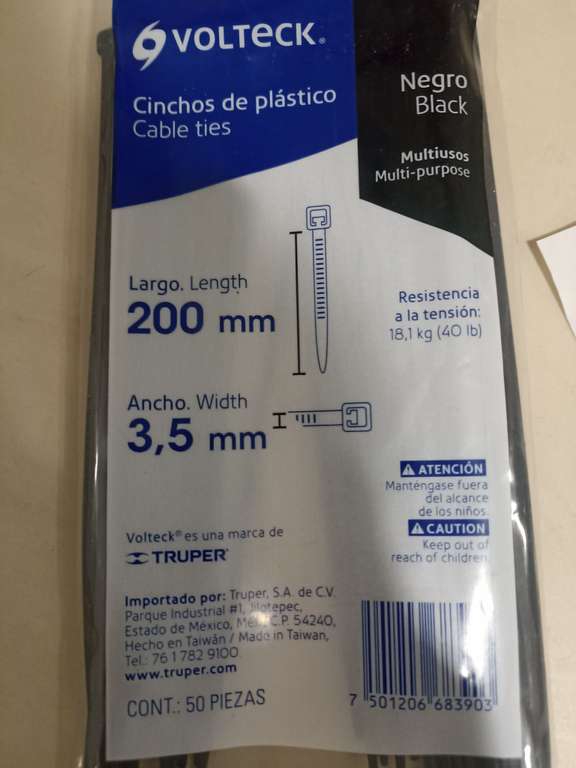 VOLTECK®
Cinchos de plástico
Cable ties
Negro
Black
Multiusos
Multi-purpose
Largo. Length
200 mm
Resistencia
a la tensión:
18,1 kg (40 lb)
Ancho. Width
3,5 mm
ATENCIÓN
Manténgase fuera
del alcance
de los niños.
CAUTION
Keep out of
reach of children.
Volteck® es una marca de
TRUPER®
Importado por: Truper, S.A. de C.V.
Parque Industrial #1, Jilotepec,
Estado de México, C.P. 54240,
Hecho en Taiwán / Made in Taiwan,
Tel.: 76 1 782 9100.
www.truper.com
CONT.: 50 PIEZAS
7 501206 683903